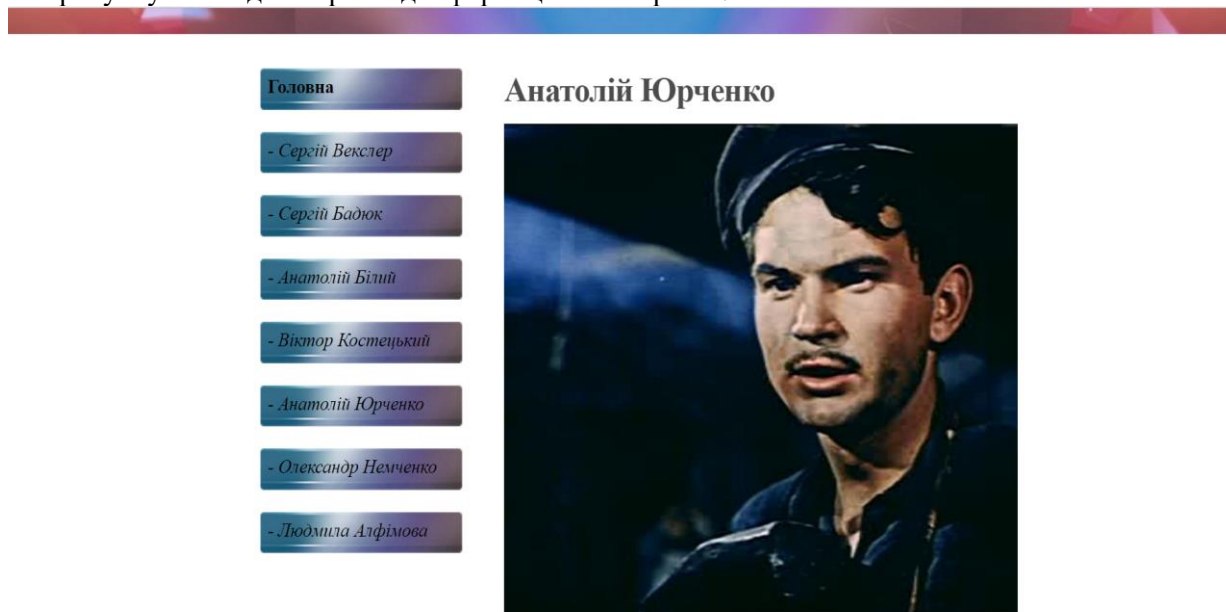 Головна
Анатолій Юрченко
- Сергій Векслер
- Сергій Бадюк
- Анатолій Білий
- Віктор Костецький
- Анатолій Юрченко
- Олександр Немченко
- Людмила Алфімова